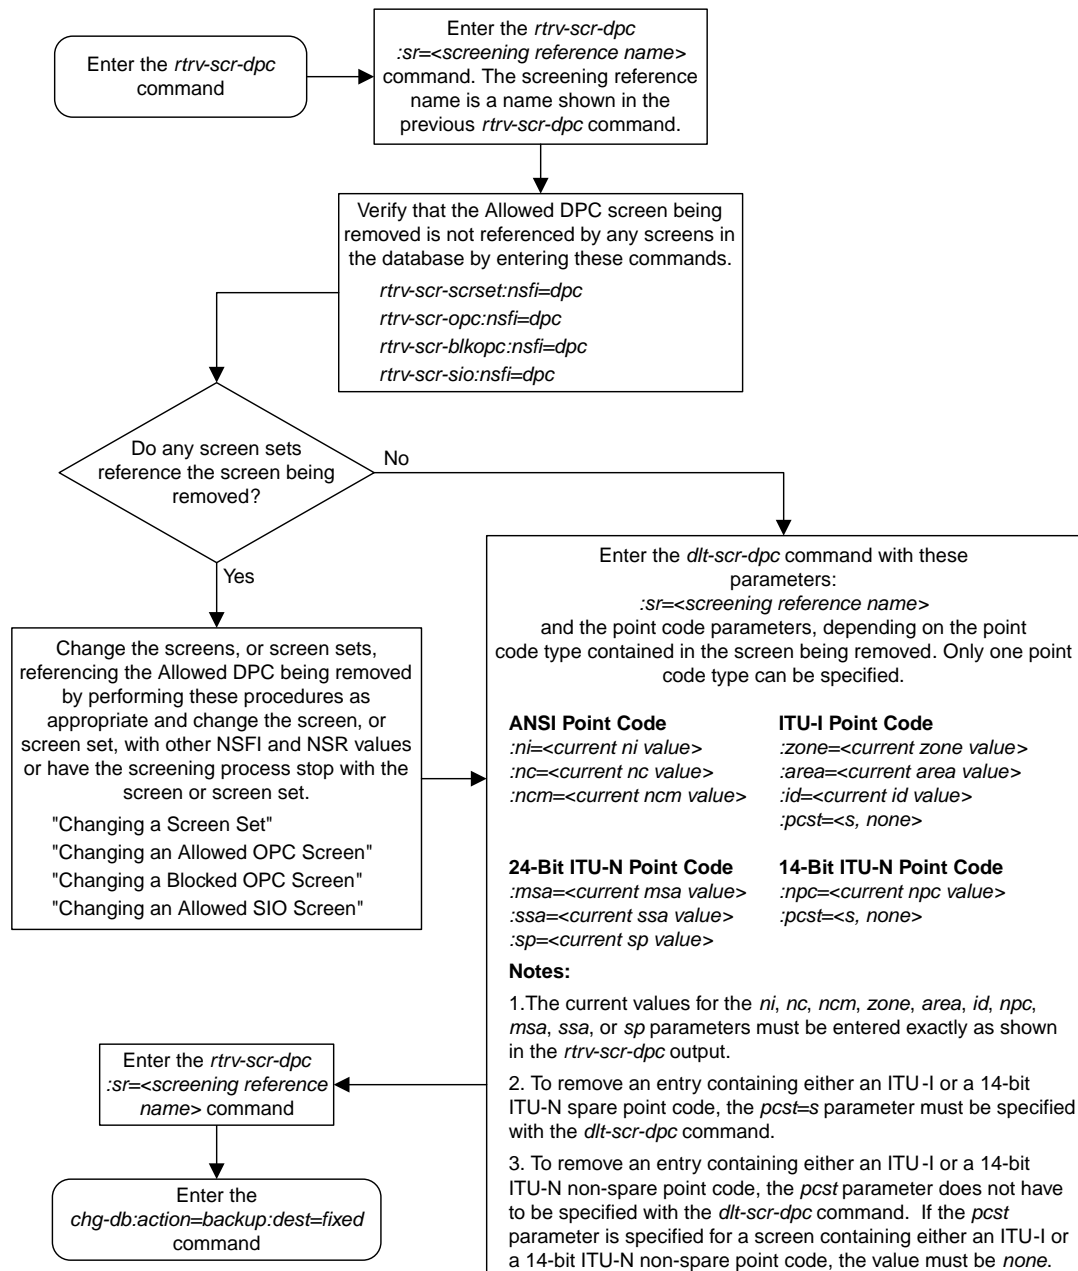 Enter the rtrv-scr-dpc
command
Enter the rtrv-scr-dpc
:sr=<screening reference name>
command. The screening reference
name is a name shown in the
previous rtrv-scr-dpc command.
Verify that the Allowed DPC screen being
removed is not referenced by any screens in
the database by entering these commands.
rtrv-scr-scrset:nsfi=dpc
rtrv-scr-opc:nsfi=dpc
rtrv-scr-blkopc:nsfi=dpc
rtrv-scr-sio:nsfi=dpc
Do any screen sets
reference the screen being
removed?
No
Yes
Change the screens, or screen sets,
referencing the Allowed DPC being removed
by performing these procedures as
appropriate and change the screen, or
screen set, with other NSFI and NSR values
or have the screening process stop with the
screen or screen set.
"Changing a Screen Set"
"Changing an Allowed OPC Screen"
"Changing a Blocked OPC Screen"
"Changing an Allowed SIO Screen"
Enter the dlt-scr-dpc command with these
parameters:
:sr=<screening reference name>
and the point code parameters, depending on the point
code type contained in the screen being removed. Only one point
code type can be specified.
ANSI Point Code
:ni=<current ni value>
:nc=<current nc value>
:ncm=<current ncm value>
ITU-I Point Code
:zone=<current zone value>
:area=<current area value>
:id=<current id value>
:pcst=<s, none>
24-Bit ITU-N Point Code
:msa=<current msa value>
:ssa=<current ssa value>
:sp=<current sp value>
14-Bit ITU-N Point Code
:npc=<current npc value>
:pcst=<s, none>
Notes:
1.The current values for the ni, nc, ncm, zone, area, id, npc,
msa, ssa, or sp parameters must be entered exactly as shown
in the rtrv-scr-dpc output.
2. To remove an entry containing either an ITU-I or a 14-bit
ITU-N spare point code, the pcst=s parameter must be specified
with the dlt-scr-dpc command.
3. To remove an entry containing either an ITU-I or a 14-bit
ITU-N non-spare point code, the pcst parameter does not have
to be specified with the dlt-scr-dpc command. If the pcst
parameter is specified for a screen containing either an ITU-I or
a 14-bit ITU-N non-spare point code, the value must be none.
Enter the rtrv-scr-dpc
:sr=<screening reference
name> command
Enter the
chg-db:action=backup:dest=fixed
command